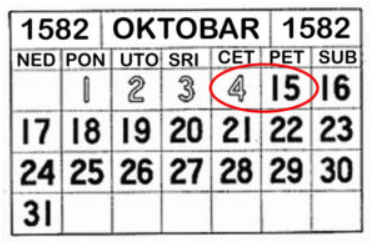 1582 OKTOBAR 1582
NED PON UTO SRI CET PET SUB
1 2 3 4 15 16
17 18 19 20 21 22 23
24 25 26 27 28 29 30
31